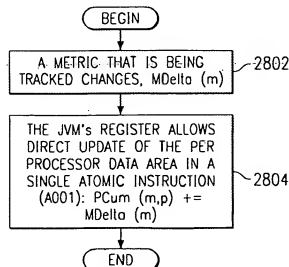 BEGIN
A METRIC THAT IS BEING
TRACKED CHANGES, MDelta (m)
2802
THE JVM's REGISTER ALLOWS
DIRECT UPDATE OF THE PER
PROCESSOR DATA AREA IN A
SINGLE ATOMIC INSTRUCTION
(A001): PCum (m,p) +=
MDelta (m)
2804
END